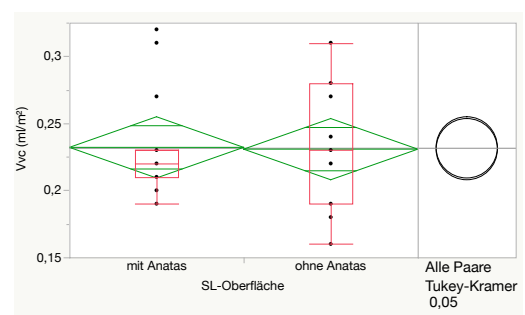 0,3
0,25
0,2
0,15
Vvc (ml/m²)
mit Anatas
ohne Anatas
SL-Oberfläche
Alle Paare
Tukey-Kramer
0,05